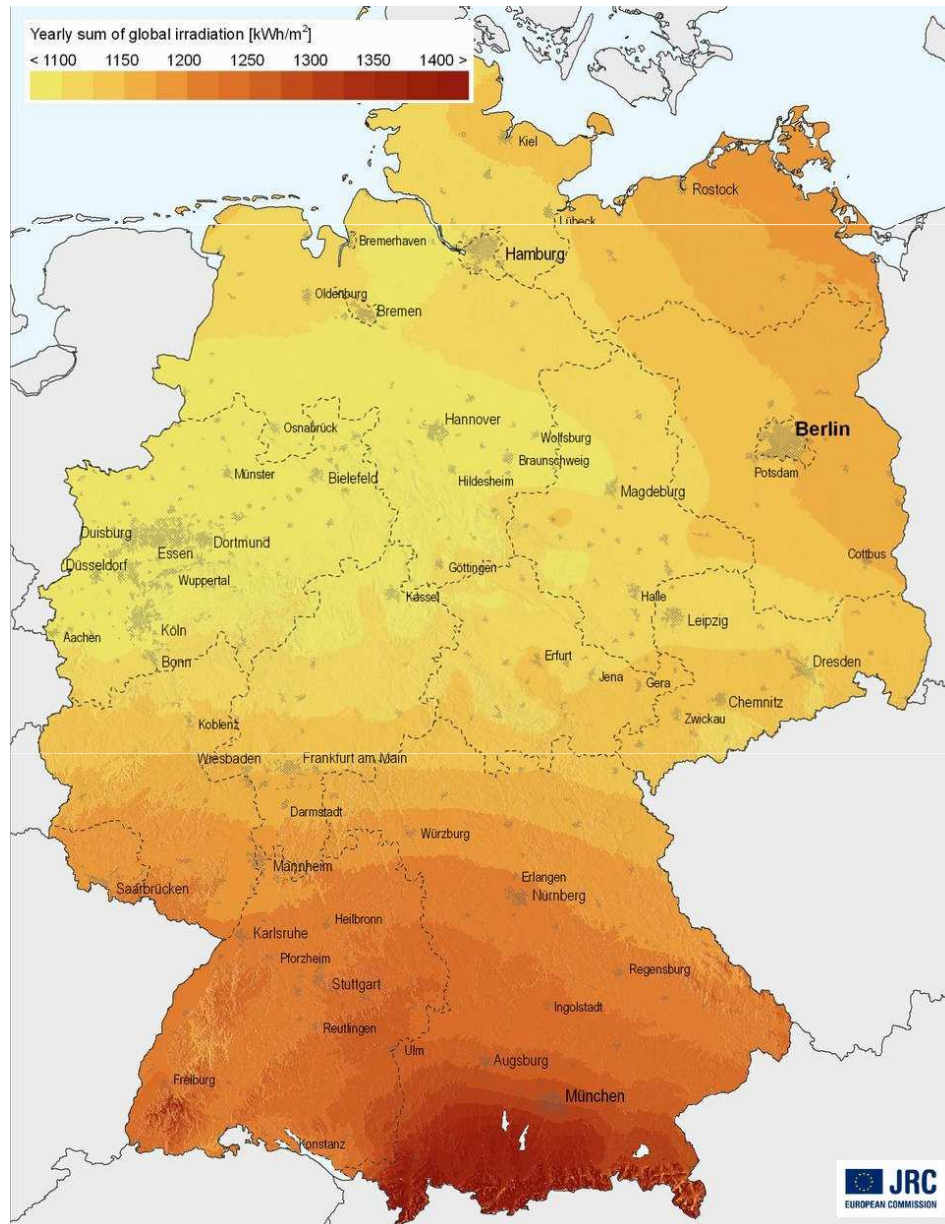 Yearly sum of global irradiation [kWh/m²]
< 1100 1150 1200 1250 1300 1350 1400 >
Kiel
Rostock
Lübeck
Bremerhaven
Hamburg
Oldenburg
Bremen
Osnabrück
Hannover
Wolfsburg
Berlin
Braunschweig
Münster
Bielefeld
Hildesheim
Potsdam
Magdeburg
Duisburg
Dortmund
Essen
Cottbus
Düsseldorf
Göttingen
Wuppertal
Kassel
Halle
Leipzig
Köln
Aachen
Bonn
Erfurt
Dresden
Jena
Gera
Chemnitz
Zwickau
Koblenz
Wiesbaden
Frankfurt am Main
Darmstadt
Würzburg
Mannheim
Erlangen
Saarbrücken
Nürnberg
Heilbronn
Karlsruhe
Pforzheim
Regensburg
Stuttgart
Ingolstadt
Reutlingen
Ulm
Augsburg
Freiburg
München
Konstanz
JRC
EUROPEAN COMMISSION